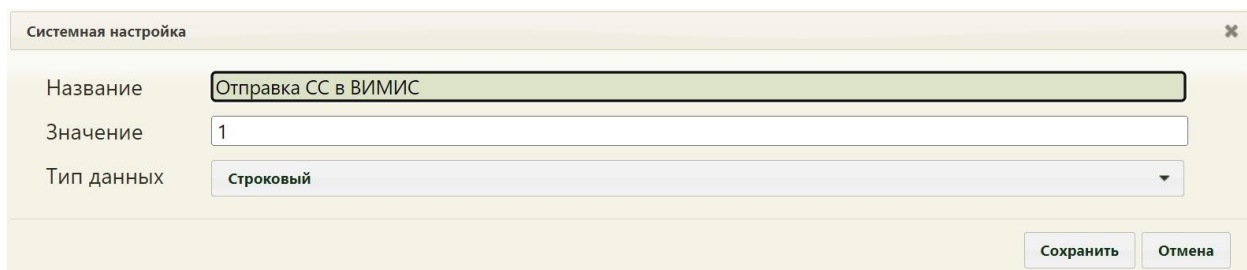 Системная настройка
Название Отправка СС в ВИМИС
Значение 1
Тип данных Строковый
Сохранить Отмена